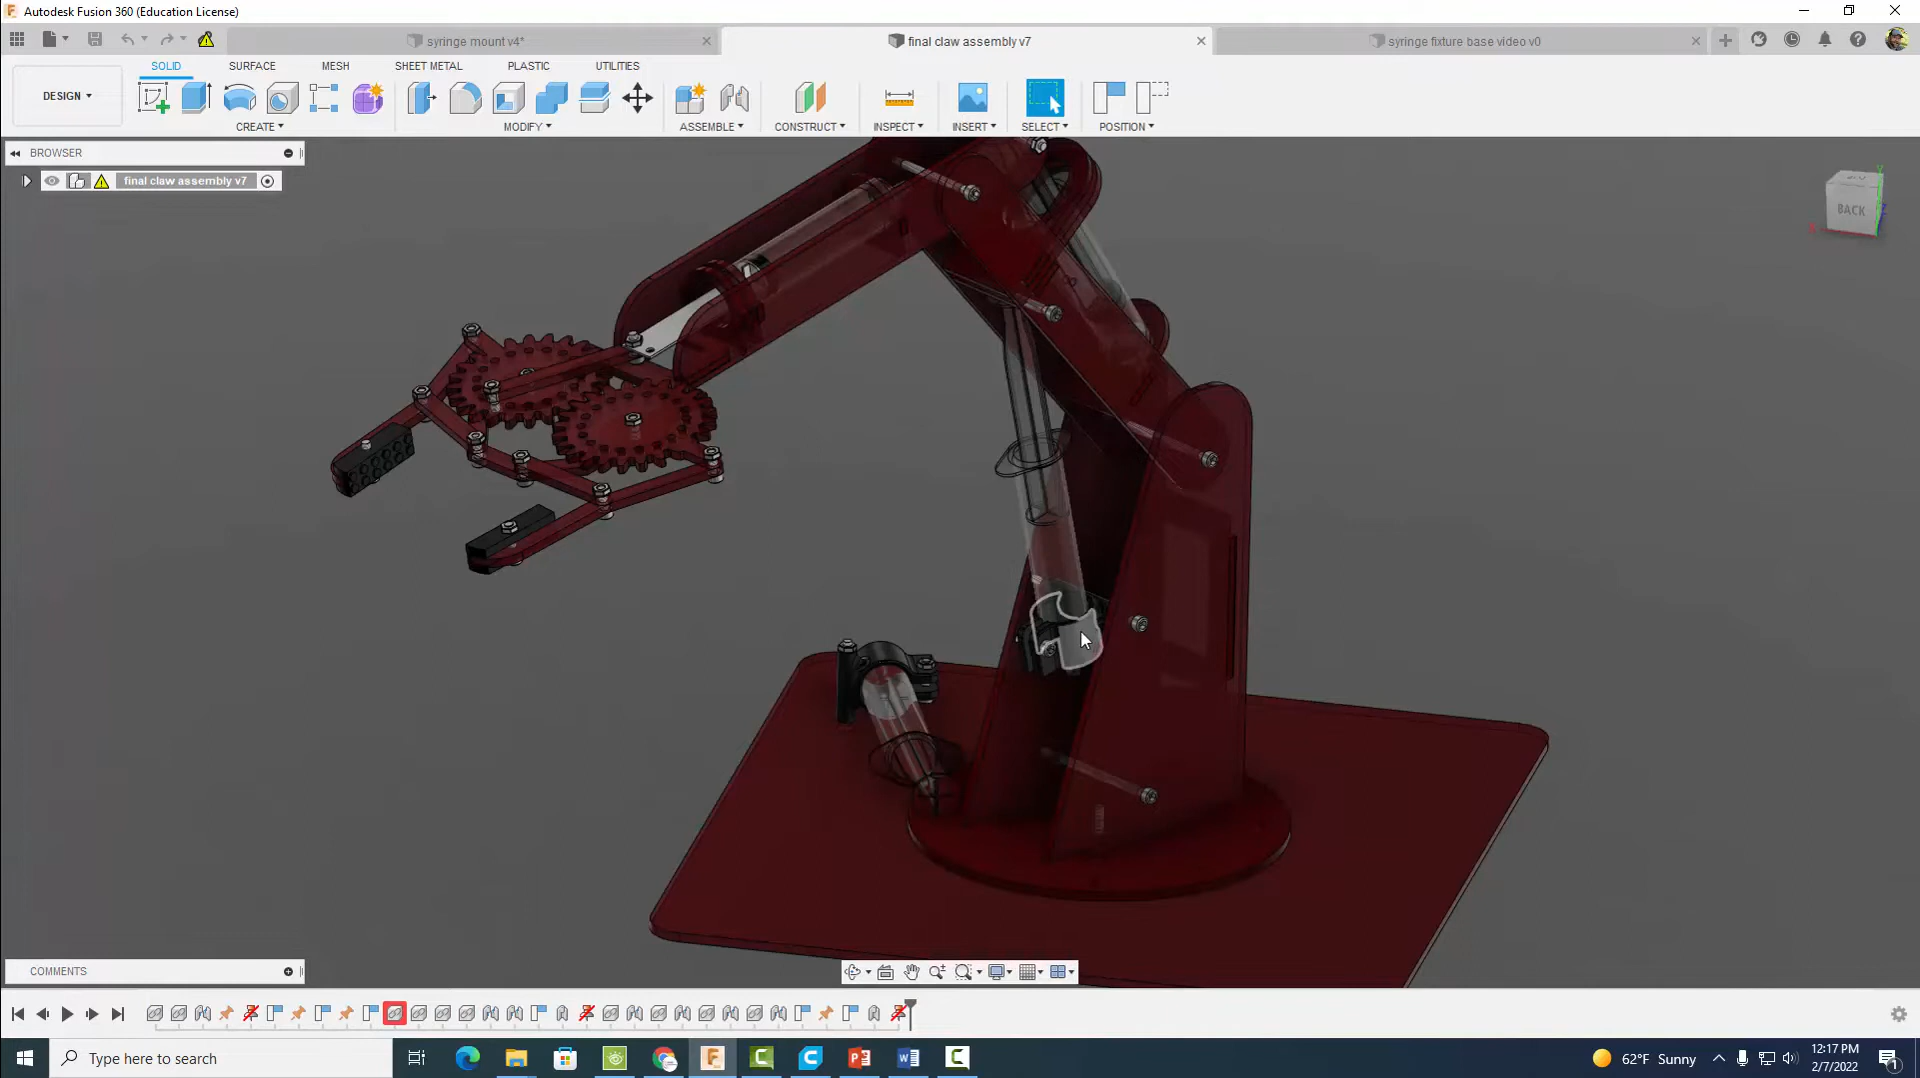 Autodesk Fusion 360 (Education License)
syringe mount v4*
final claw assembly v7
syringe fixture base video v0
SOLID
SURFACE
MESH
SHEET METAL
PLASTIC
UTILITIES
DESIGN
CREATE
MODIFY
ASSEMBLE
CONSTRUCT
INSPECT
INSERT
SELECT
POSITION
BROWSER
final claw assembly v7
BACK
COMMENTS
Type here to search
62°F Sunny
12:17 PM
2/7/2022
1